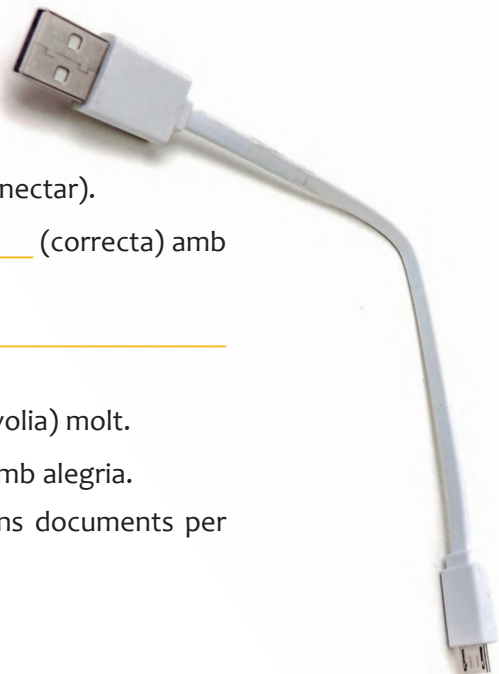 nectar).
(correcta) amb
volia) molt.
mb alegria.
ns documents per